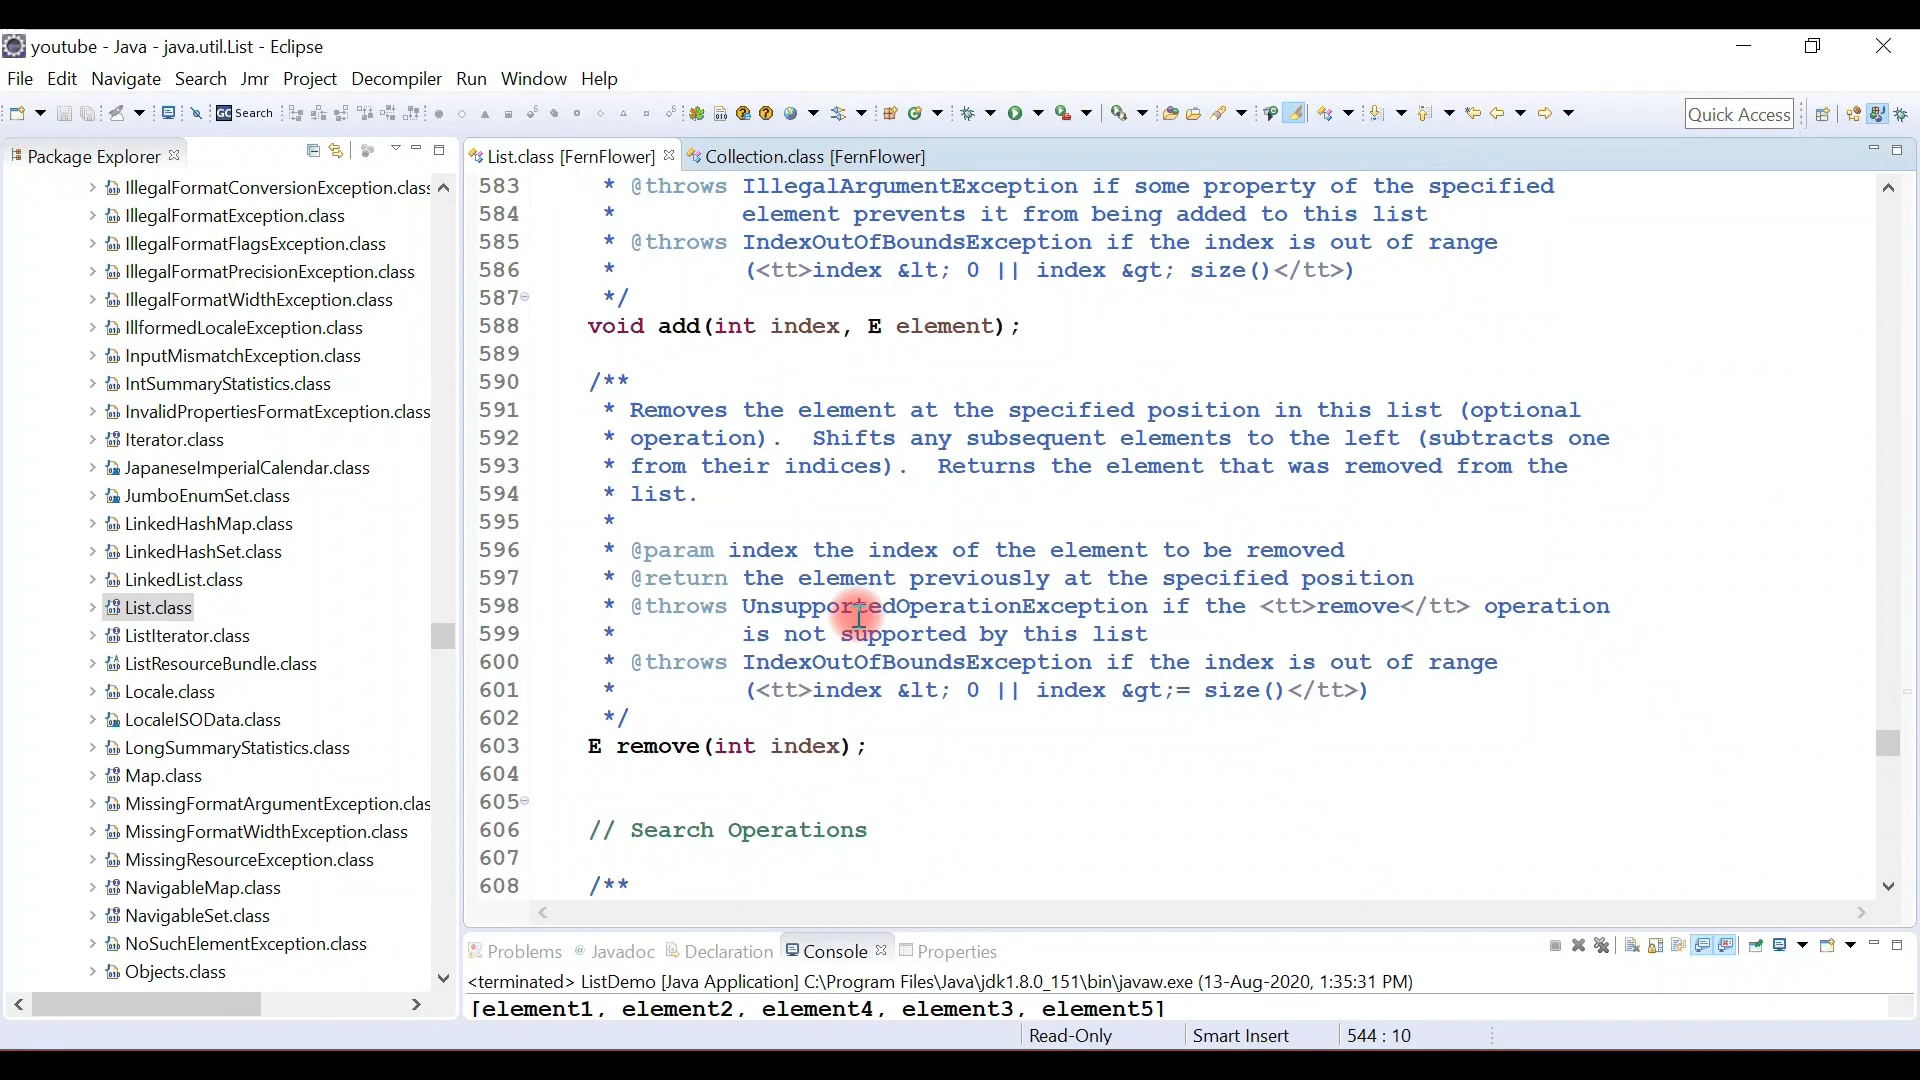 youtube - Java - java.util.List - Eclipse
File Edit Navigate Search Jmr Project Decompiler Run Window Help
GC Search
Quick Access
Package Explorer
List.class [FernFlower]
Collection.class [FernFlower]
IllegalFormatConversionException.class
IllegalFormatException.class
IllegalFormatFlagsException.class
IllegalFormatPrecisionException.class
IllegalFormatWidthException.class
IllformedLocaleException.class
InputMismatchException.class
IntSummaryStatistics.class
InvalidPropertiesFormatException.class
Iterator.class
JapaneseImperialCalendar.class
JumboEnumSet.class
LinkedHashMap.class
LinkedHashSet.class
LinkedList.class
List.class
ListIterator.class
ListResourceBundle.class
Locale.class
LocaleISOData.class
LongSummaryStatistics.class
Map.class
MissingFormatArgumentException.clas
MissingFormatWidthException.class
MissingResourceException.class
NavigableMap.class
NavigableSet.class
NoSuchElementException.class
Objects.class
583 * @throws IllegalArgumentException if some property of the specified
584 * element prevents it from being added to this list
585 * @throws IndexOutOfBoundsException if the index is out of range
586 * (<tt>index &lt; 0 || index &gt; size()</tt>)
587 */
588 void add(int index, E element);
589
590 /**
591 * Removes the element at the specified position in this list (optional
592 * operation). Shifts any subsequent elements to the left (subtracts one
593 * from their indices). Returns the element that was removed from the
594 * list.
595 *
596 * @param index the index of the element to be removed
597 * @return the element previously at the specified position
598 * @throws UnsupportedOperationException if the <tt>remove</tt> operation
599 * is not supported by this list
600 * @throws IndexOutOfBoundsException if the index is out of range
601 * (<tt>index &lt; 0 || index &gt;= size()</tt>)
602 */
603 E remove(int index);
604
605
606 // Search Operations
607
608 /**
Problems @ Javadoc Declaration Console Properties
<terminated> ListDemo [Java Application] C:\Program Files\Java\jdk1.8.0_151\bin\javaw.exe (13-Aug-2020, 1:35:31 PM)
[element1, element2, element4, element3, element5]
Read-Only Smart Insert 544 : 10